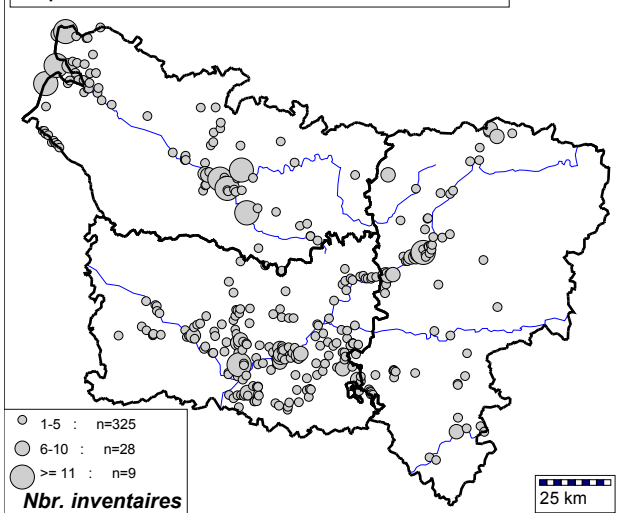 1-5 : n=325
6-10 : n=28
>= 11 : n=9
Nbr. inventaires
25 km